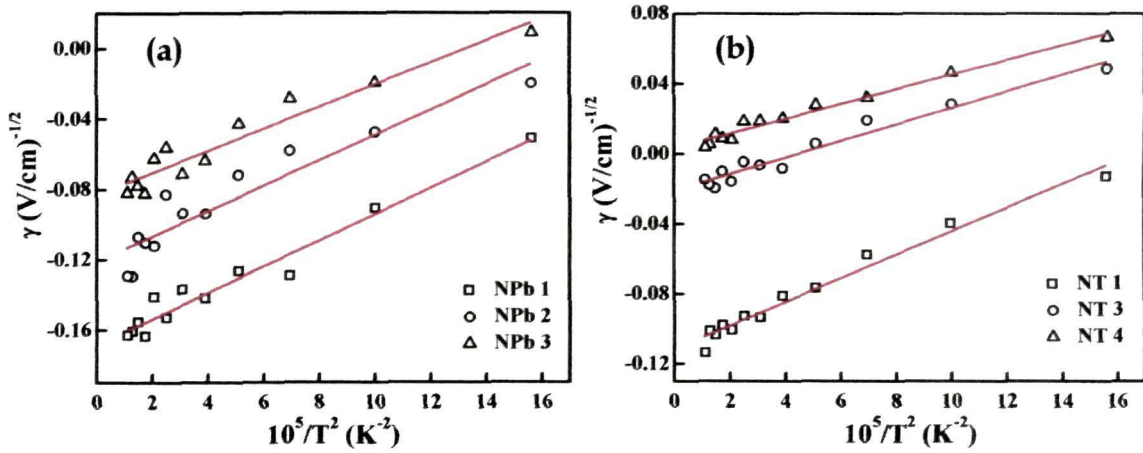 (a)
γ (V/cm)^-1/2
0.00
-0.04
-0.08
-0.12
-0.16
NPb 1
NPb 2
NPb 3
0 2 4 6 8 10 12 14 16
10^5/T^2 (K^-2)
(b)
γ (V/cm)^-1/2
0.08
0.04
0.00
-0.04
-0.08
-0.12
NT 1
NT 3
NT 4
0 2 4 6 8 10 12 14 16
10^5/T^2 (K^-2)